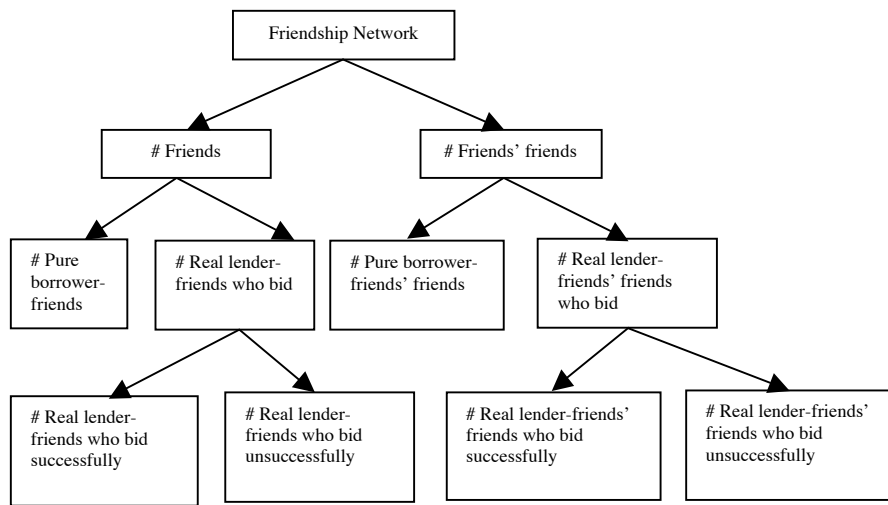 Friendship Network
# Friends
# Friends’ friends
# Pure
borrower-
friends
# Real lender-
friends who bid
# Pure borrower-
friends’ friends
# Real lender-
friends’ friends
who bid
# Real lender-
friends who bid
successfully
# Real lender-
friends who bid
unsuccessfully
# Real lender-friends’
friends who bid
successfully
# Real lender-friends’
friends who bid
unsuccessfully